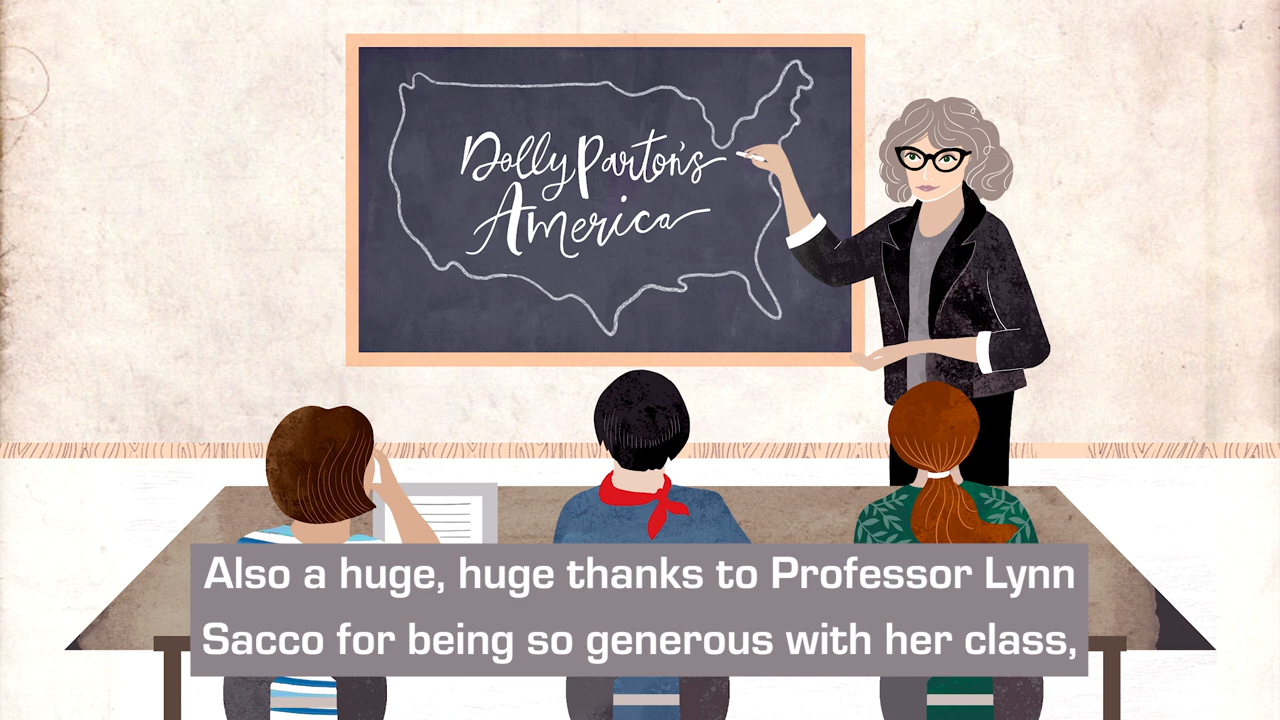 Dolly Parton's
America
Also a huge, huge thanks to Professor Lynn
Sacco for being so generous with her class,